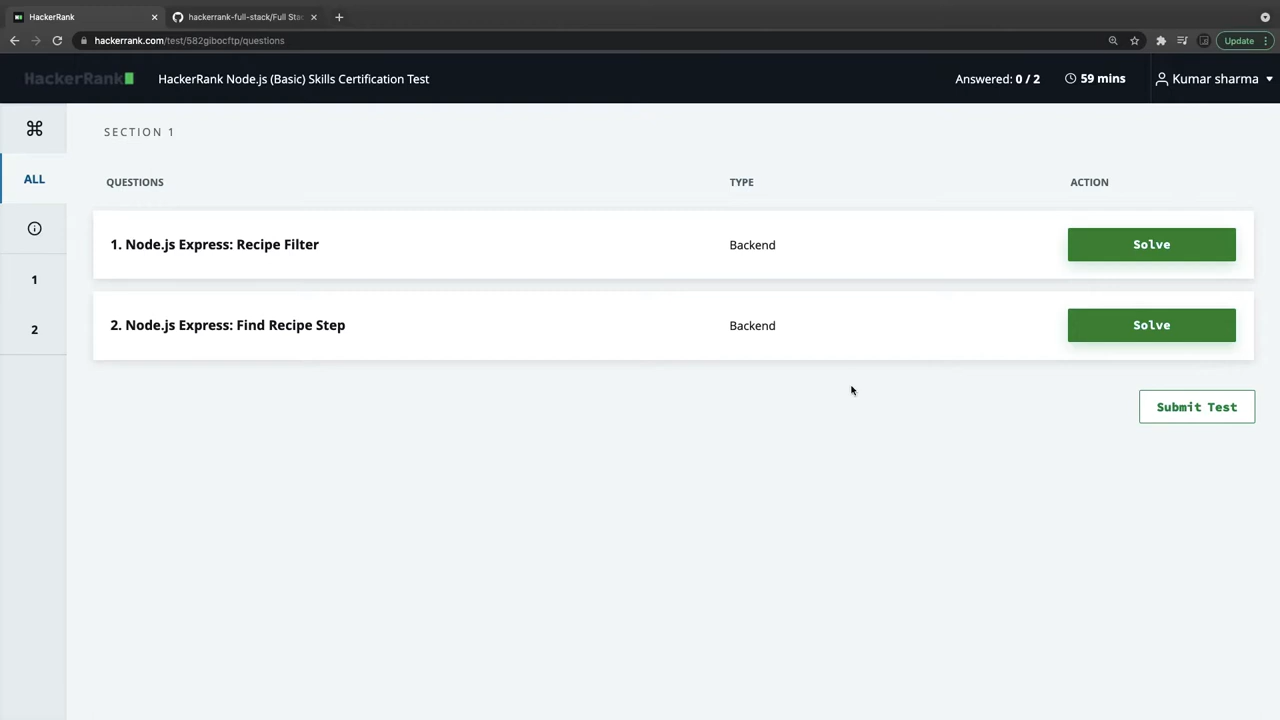 HackerRank
hackerrank-full-stack/Full Stac
hackerrank.com/test/582gibocftp/questions
Update
HackerRank
HackerRank Node.js (Basic) Skills Certification Test
Answered: 0 / 2
59 mins
Kumar sharma
ALL
1
2
SECTION 1
QUESTIONS
TYPE
ACTION
1. Node.js Express: Recipe Filter
Backend
Solve
2. Node.js Express: Find Recipe Step
Backend
Solve
Submit Test